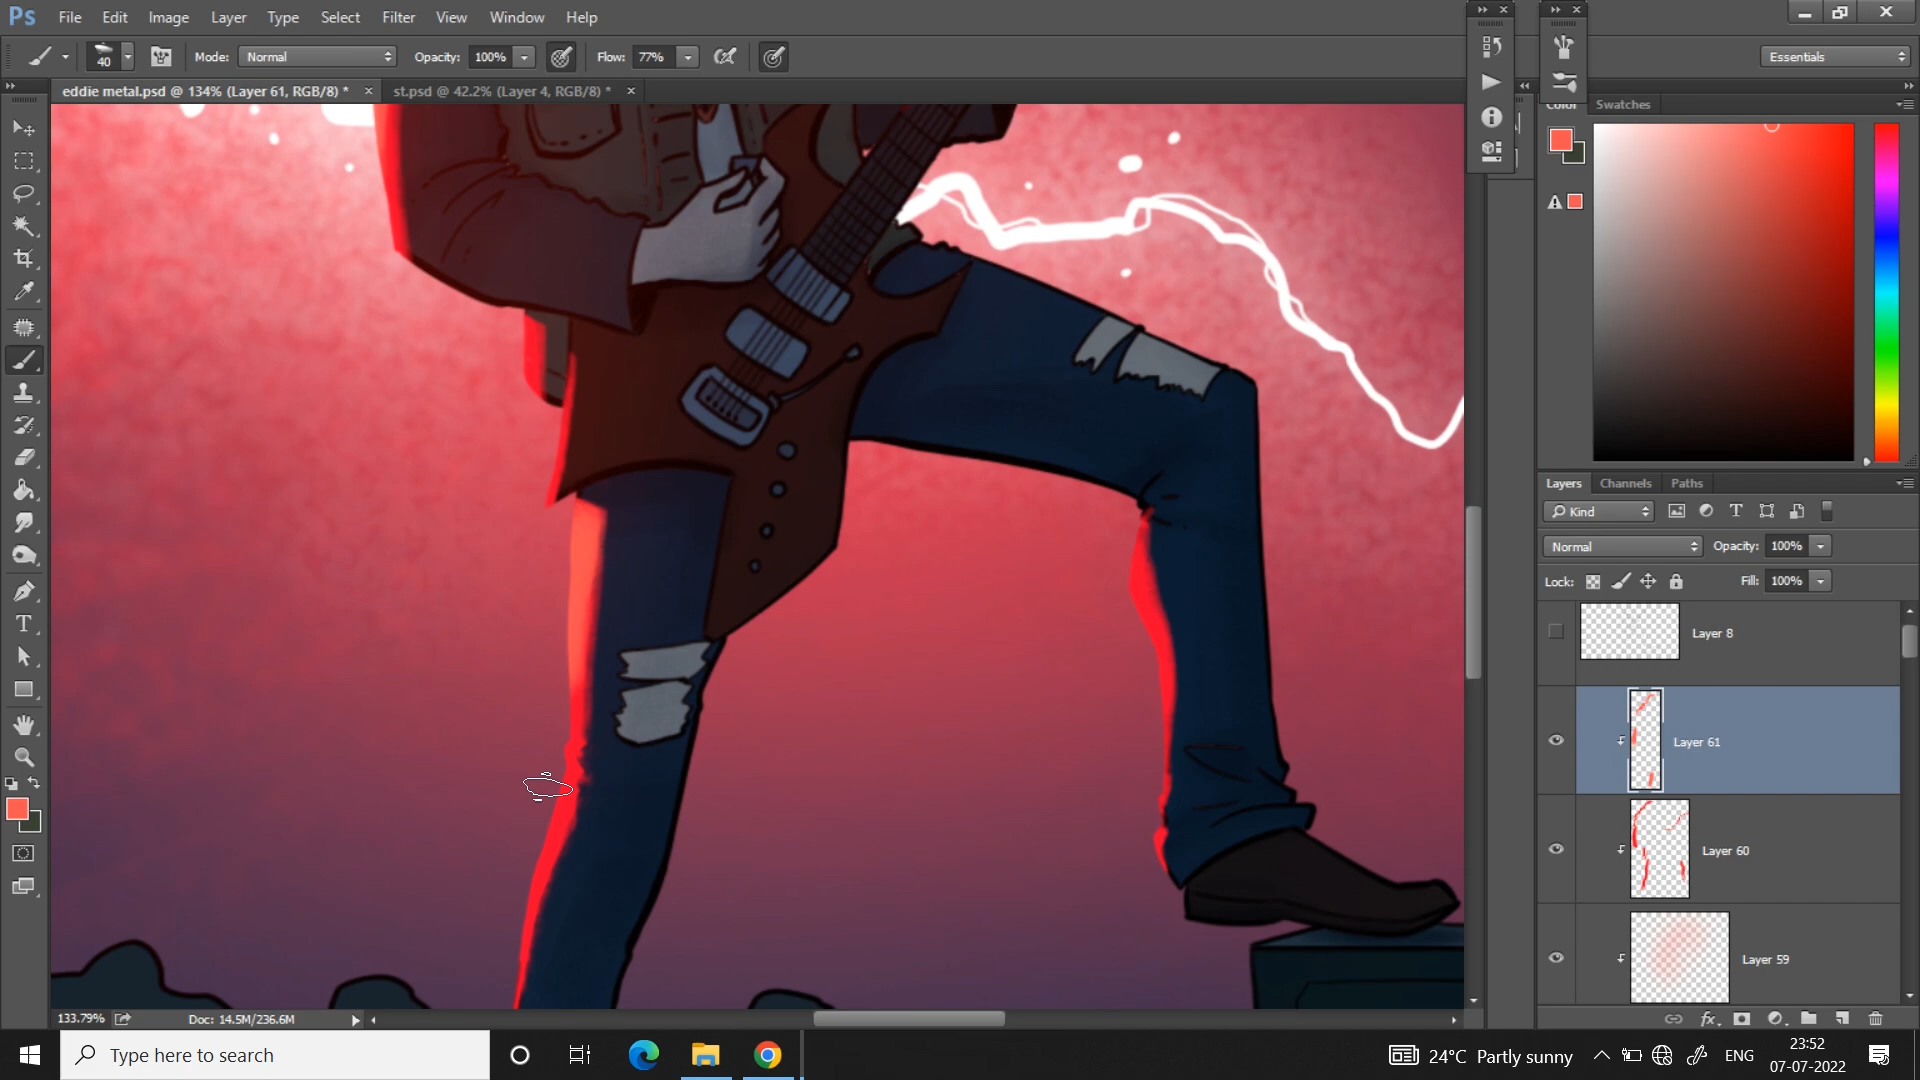 Ps File Edit Image Layer Type Select Filter View Window Help
40 Mode: Normal Opacity: 100% Flow: 77% Essentials
eddie metal.psd @ 134% (Layer 61, RGB/8) * × st.psd @ 42.2% (Layer 4, RGB/8) * ×
Color Swatches
Layers Channels Paths
Kind
Normal Opacity: 100%
Lock: Fill: 100%
Layer 8
Layer 61
Layer 60
Layer 59
133.79% Doc: 14.5M/236.6M
Type here to search
24°C Partly sunny ENG
23:52
07-07-2022